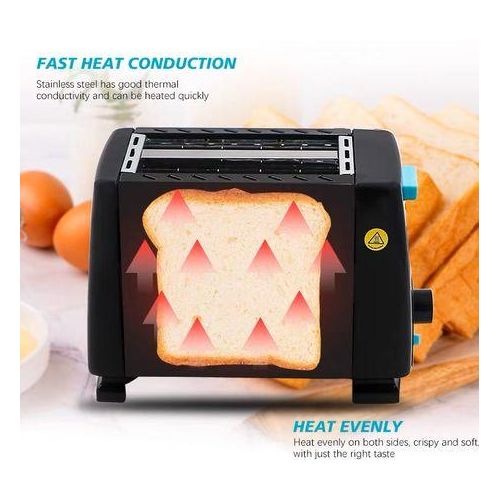 FAST HEAT CONDUCTION
Stainless steel has good thermal
conductivity and can be heated quickly
HEAT EVENLY
Heat evenly on both sides, crispy and soft,
with just the right taste